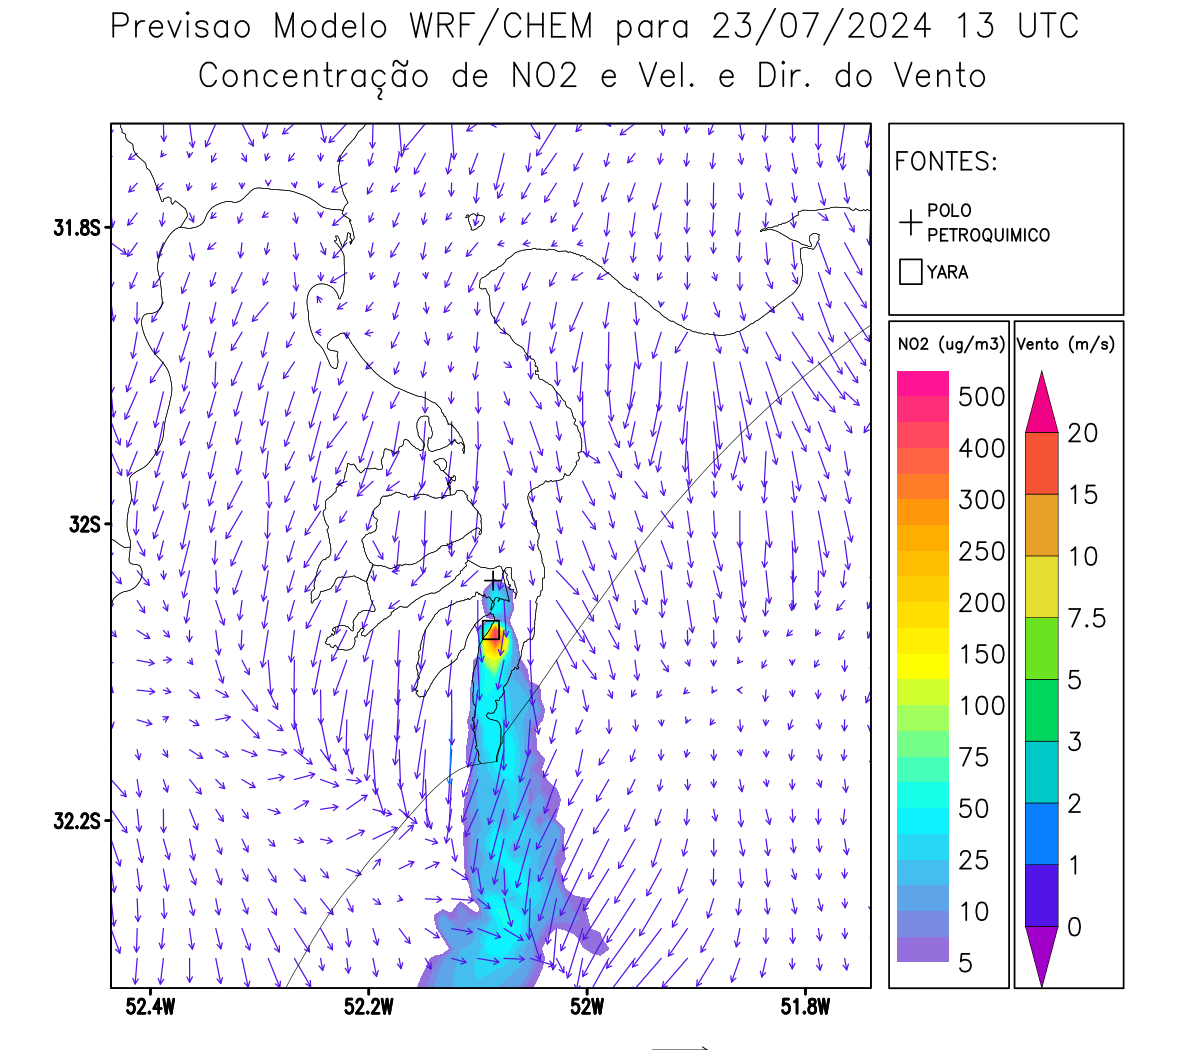 Previsao Modelo WRF/CHEM para 23/07/2024 13 UTC
Concentração de NO2 e Vel. e Dir. do Vento
FONTES:
POLO
PETROQUIMICO
YARA
NO2 (ug/m3)
500
400
300
250
200
150
100
75
50
25
10
5
Vento (m/s)
20
15
10
7.5
5
3
2
1
0
31.8S
32S
32.2S
52.4W
52.2W
52W
51.8W